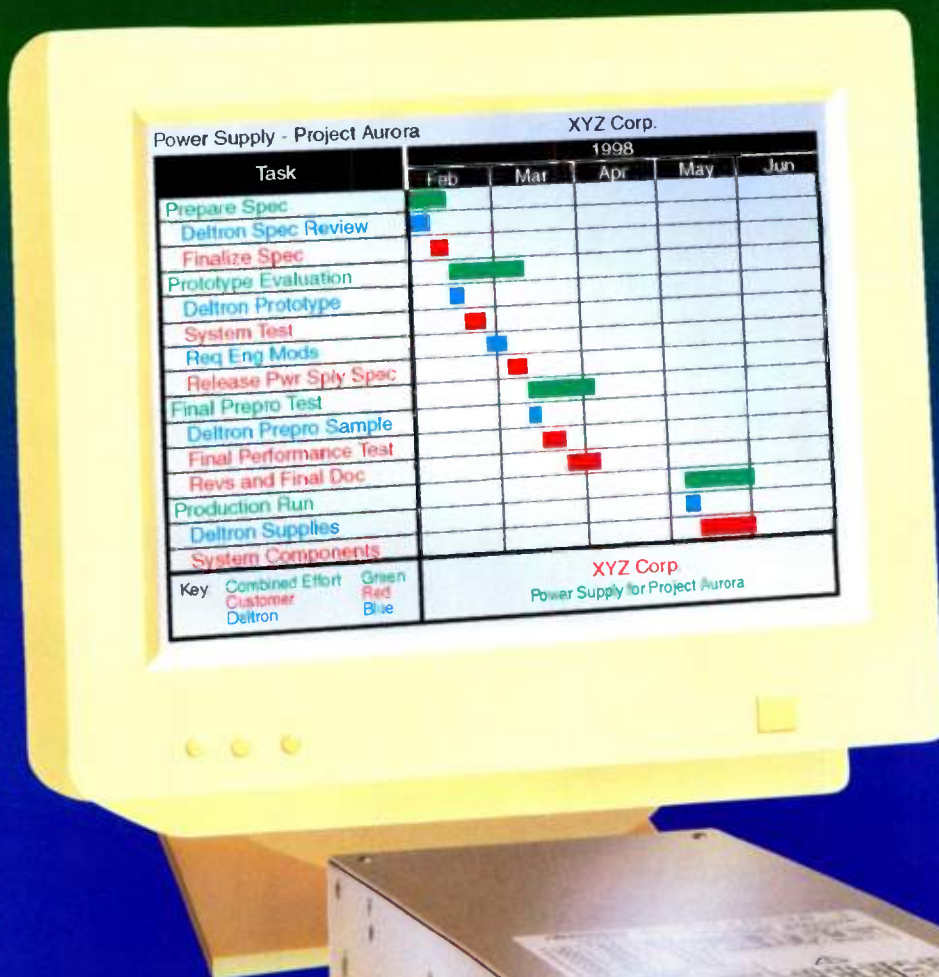 Power Supply - Project Aurora XYZ Corp.
Task 1998
Feb Mar Apr May Jun
Prepare Spec
Deltron Spec Review
Finalize Spec
Prototype Evaluation
Deltron Prototype
System Test
Req Eng Mods
Release Pwr Sply Spec
Final Prepro Test
Deltron Prepro Sample
Final Performance Test
Revs and Final Doc
Production Run
Deltron Supplies
System Components
Key Combined Effort Green
Customer Red
Deltron Blue
XYZ Corp
Power Supply for Project Aurora